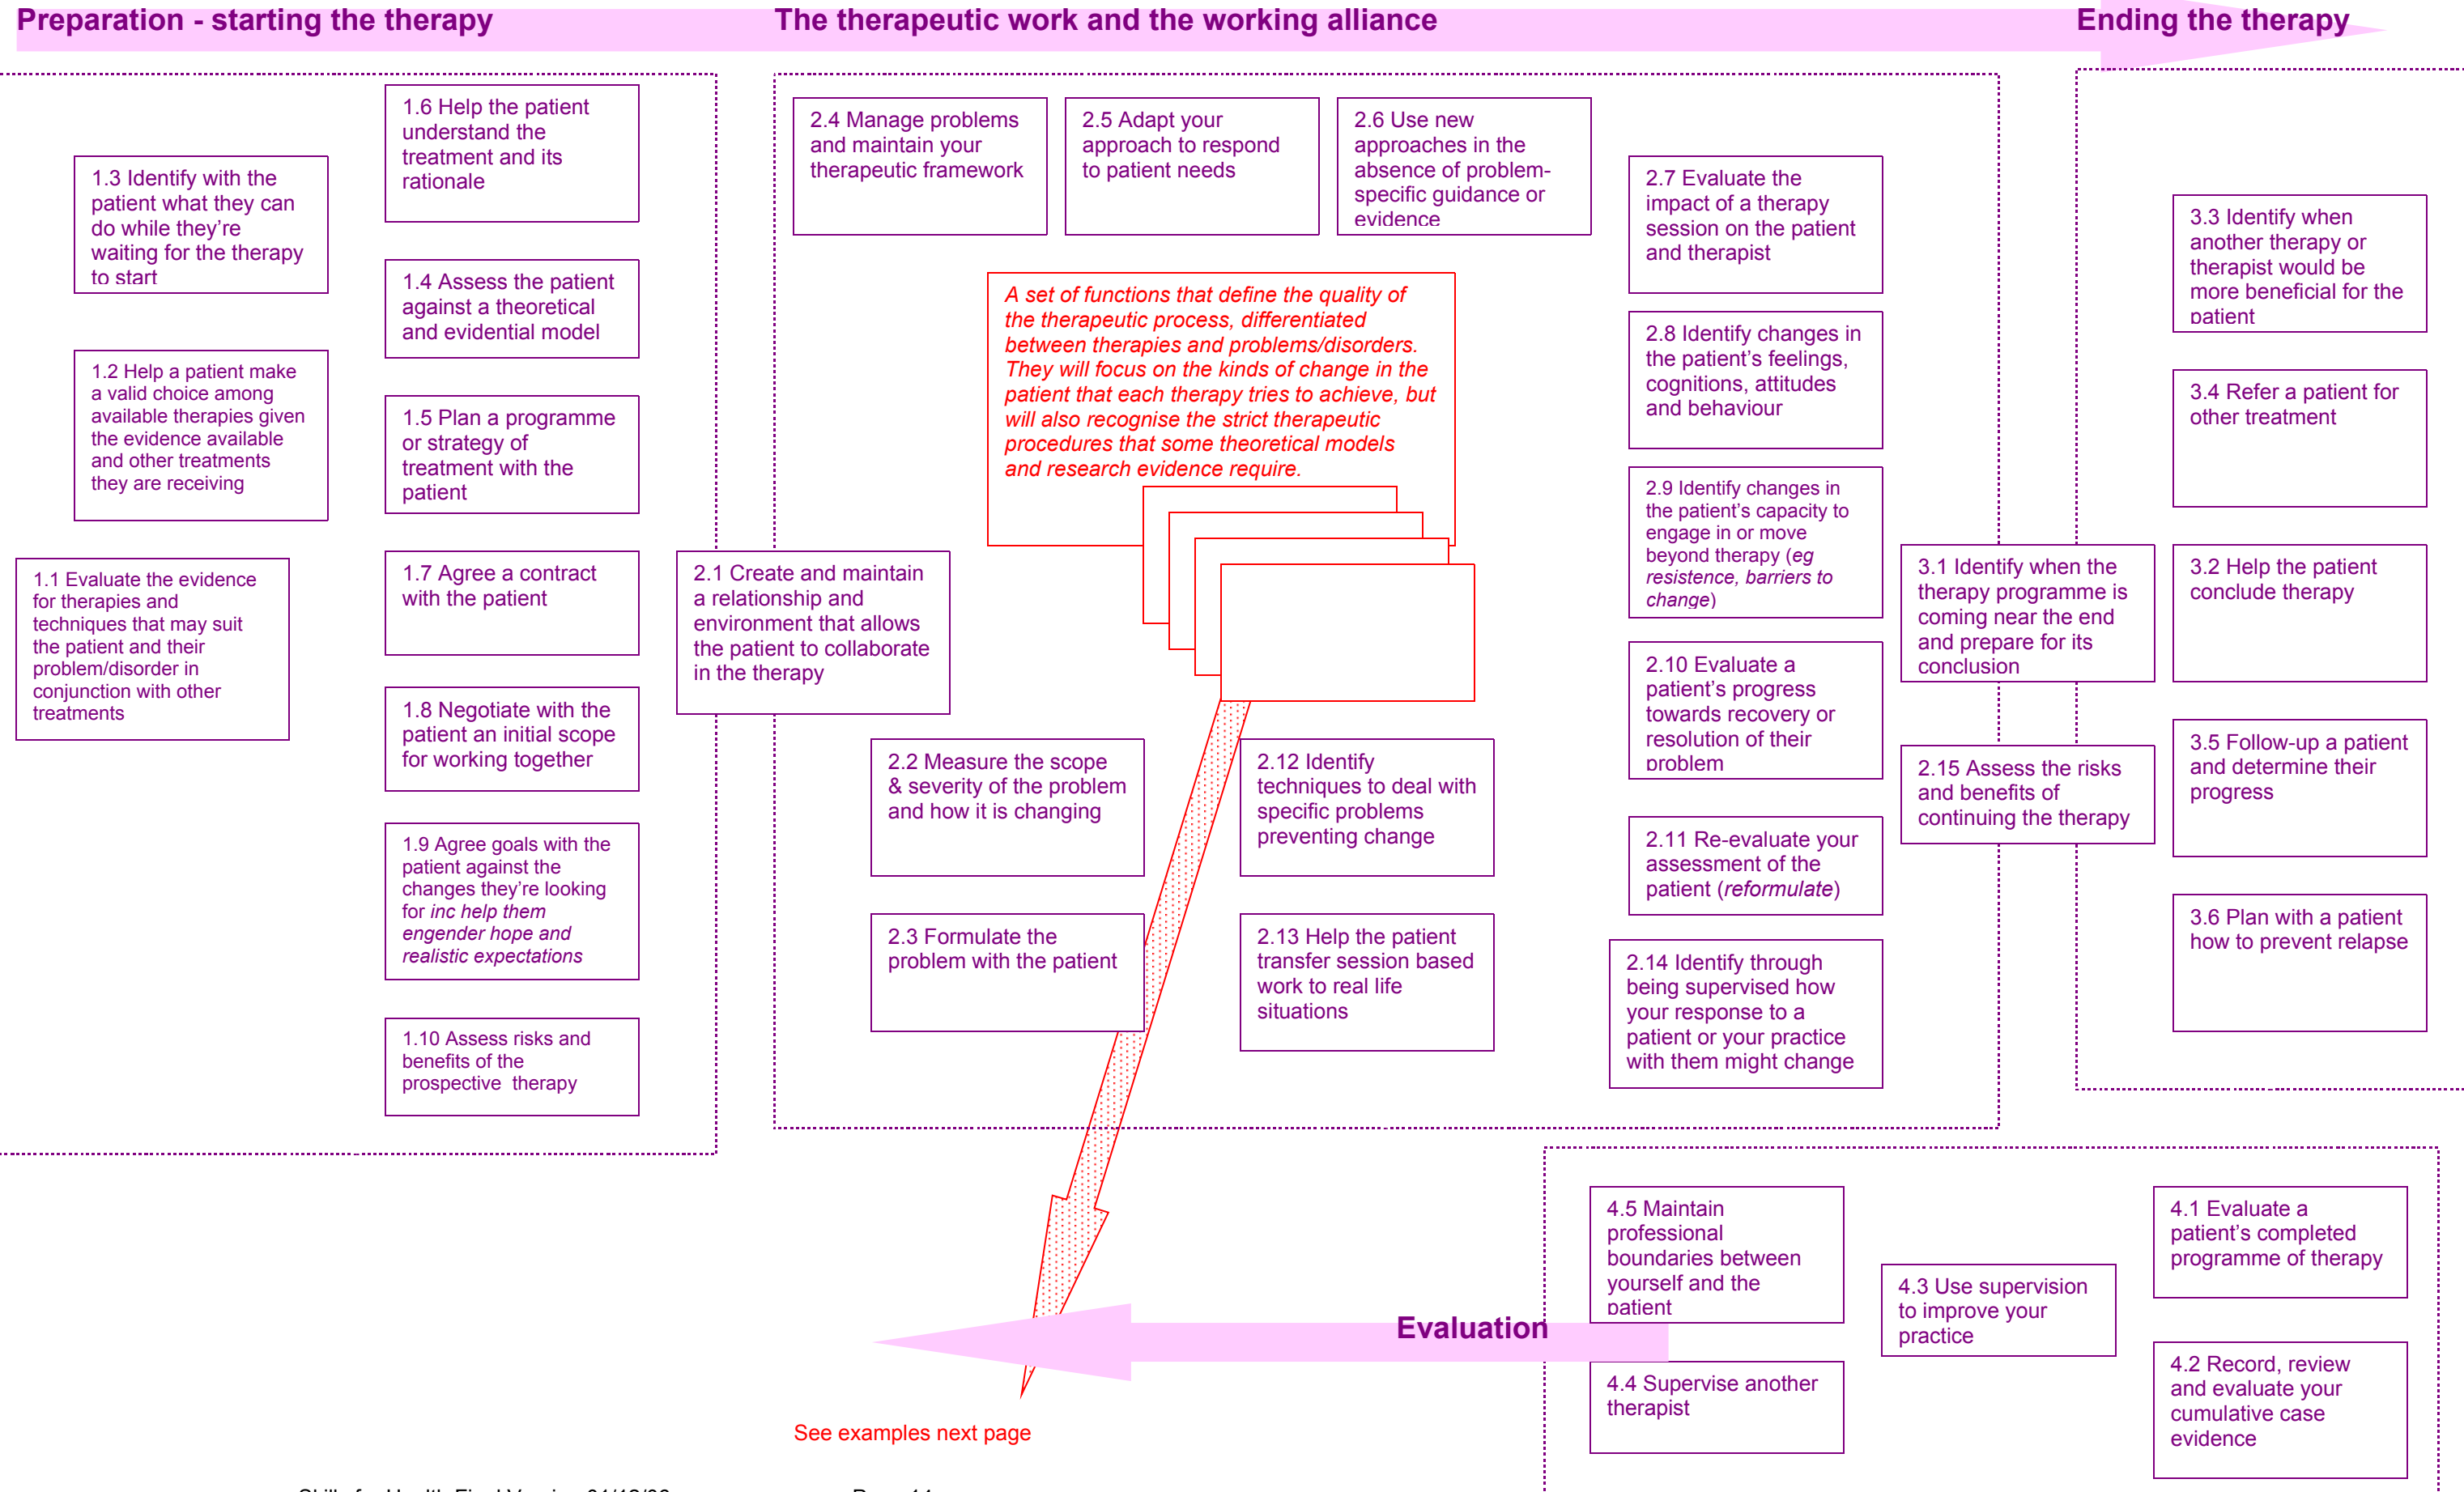 Preparation - starting the therapy
The therapeutic work and the working alliance
Ending the therapy
1.6 Help the patient
understand the
treatment and its
rationale
1.3 Identify with the
patient what they can
do while they're
waiting for the therapy
to start
1.4 Assess the patient
against a theoretical
and evidential model
1.2 Help a patient make
a valid choice among
available therapies given
the evidence available
and other treatments
they are receiving
1.5 Plan a programme
or strategy of
treatment with the
patient
1.1 Evaluate the evidence
for therapies and
techniques that may suit
the patient and their
problem/disorder in
conjunction with other
treatments
1.7 Agree a contract
with the patient
1.8 Negotiate with the
patient an initial scope
for working together
1.9 Agree goals with the
patient against the
changes they're looking
for inc help them
engender hope and
realistic expectations
1.10 Assess risks and
benefits of the
prospective therapy
2.4 Manage problems
and maintain your
therapeutic framework
2.5 Adapt your
approach to respond
to patient needs
2.6 Use new
approaches in the
absence of problem-
specific guidance or
evidence
A set of functions that define the quality of
the therapeutic process, differentiated
between therapies and problems/disorders.
They will focus on the kinds of change in the
patient that each therapy tries to achieve, but
will also recognise the strict therapeutic
procedures that some theoretical models
and research evidence require.
2.1 Create and maintain
a relationship and
environment that allows
the patient to collaborate
in the therapy
2.2 Measure the scope
& severity of the problem
and how it is changing
2.3 Formulate the
problem with the patient
2.12 Identify
techniques to deal with
specific problems
preventing change
2.13 Help the patient
transfer session based
work to real life
situations
2.7 Evaluate the
impact of a therapy
session on the patient
and therapist
2.8 Identify changes in
the patient's feelings,
cognitions, attitudes
and behaviour
2.9 Identify changes in
the patient's capacity to
engage in or move
beyond therapy (eg
resistence, barriers to
change)
2.10 Evaluate a
patient's progress
towards recovery or
resolution of their
problem
2.11 Re-evaluate your
assessment of the
patient (reformulate)
2.14 Identify through
being supervised how
your response to a
patient or your practice
with them might change
3.1 Identify when the
therapy programme is
coming near the end
and prepare for its
conclusion
2.15 Assess the risks
and benefits of
continuing the therapy
3.3 Identify when
another therapy or
therapist would be
more beneficial for the
patient
3.4 Refer a patient for
other treatment
3.2 Help the patient
conclude therapy
3.5 Follow-up a patient
and determine their
progress
3.6 Plan with a patient
how to prevent relapse
4.5 Maintain
professional
boundaries between
yourself and the
patient
4.3 Use supervision
to improve your
practice
4.1 Evaluate a
patient's completed
programme of therapy
Evaluation
4.4 Supervise another
therapist
4.2 Record, review
and evaluate your
cumulative case
evidence
See examples next page